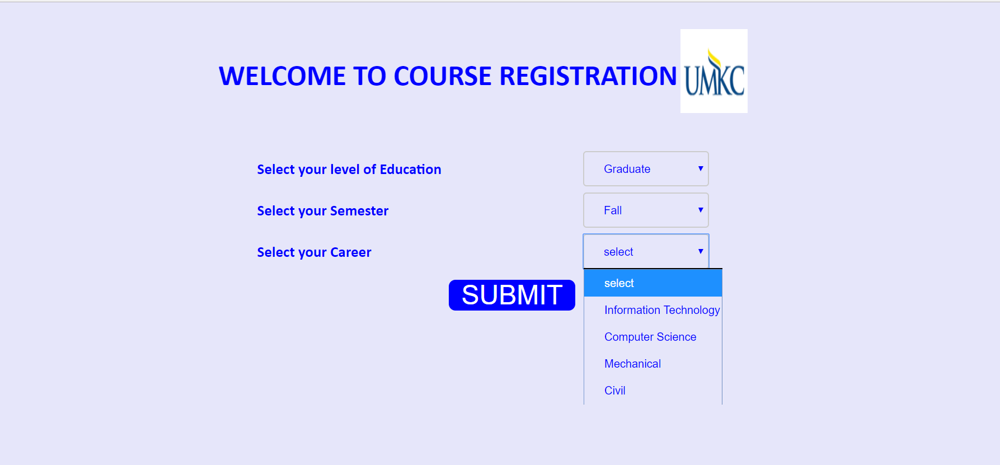 WELCOME TO COURSE REGISTRATION UMKC
Select your level of Education Graduate
Select your Semester Fall
Select your Career select
SUBMIT
select
Information Technology
Computer Science
Mechanical
Civil